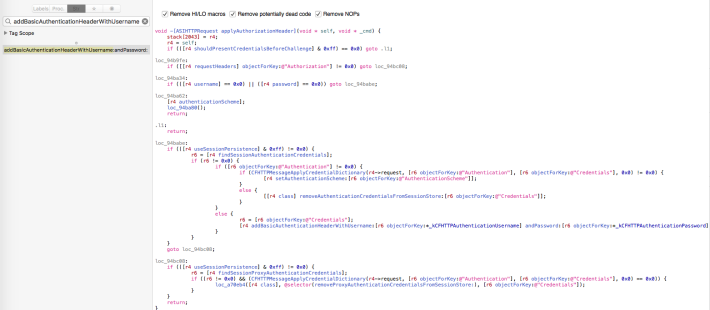 Labels Proc.
addBasicAuthenticationHeaderWithUsername
Tag Scope
addBasicAuthenticationHeaderWithUsername:andPassword:
Remove HI/LO macros Remove potentially dead code Remove NOPs
void -[ASIHTTPRequest applyAuthorizationHeader](void * self, void * _cmd) {
stack[2043] = r4;
r4 = self;
if (([r4 shouldPresentCredentialsBeforeChallenge] & 0xff) == 0x0) goto .l1;
if ([[r4 requestHeaders] objectForKey:@"Authorization"] != 0x0) goto loc_94bc08;
loc_94ba34:
if (([r4 username] == 0x0) || ([r4 password] == 0x0)) goto loc_94babe;
loc_94ba62:
[r4 authenticationScheme];
return;
.l1:
return;
loc_94babe:
if (([r4 useSessionPersistence] & 0xff) != 0x0) {
r6 = [r4 findSessionAuthenticationCredentials];
if (r6 != 0x0) {
if ([r6 objectForKey:@"Authentication"] != 0x0) {
if (CFHTTPMessageApplyCredentialDictionary(r4->request, [r6 objectForKey:@"Authentication"], [r6 objectForKey:@"Credentials"], 0x0) != 0x0) {
[r4 setAuthenticationScheme:[r6 objectForKey:@"AuthenticationScheme"]];
}
else {
[[r4 class] removeAuthenticationCredentialsFromSessionStore:[r6 objectForKey:@"Credentials"]];
}
}
else {
r6 = [r6 objectForKey:@"Credentials"];
[r4 addBasicAuthenticationHeaderWithUsername:[r6 objectForKey:*_kCFHTTPAuthenticationUsername] andPassword:[r6 objectForKey:*_kCFHTTPAuthenticationPassword]
}
}
}
goto loc_94bc08;
loc_94bc08:
if (([r4 useSessionPersistence] & 0xff) != 0x0) {
r6 = [r4 findSessionProxyAuthenticationCredentials];
if ((r6 != 0x0) && (CFHTTPMessageApplyCredentialDictionary(r4->request, [r6 objectForKey:@"Authentication"], [r6 objectForKey:@"Credentials"], 0x0) == 0x0)) {
loc_a70eb4([r4 class], @selector(removeProxyAuthenticationCredentialsFromSessionStore:), [r6 objectForKey:@"Credentials"]);
}
}
return;
}